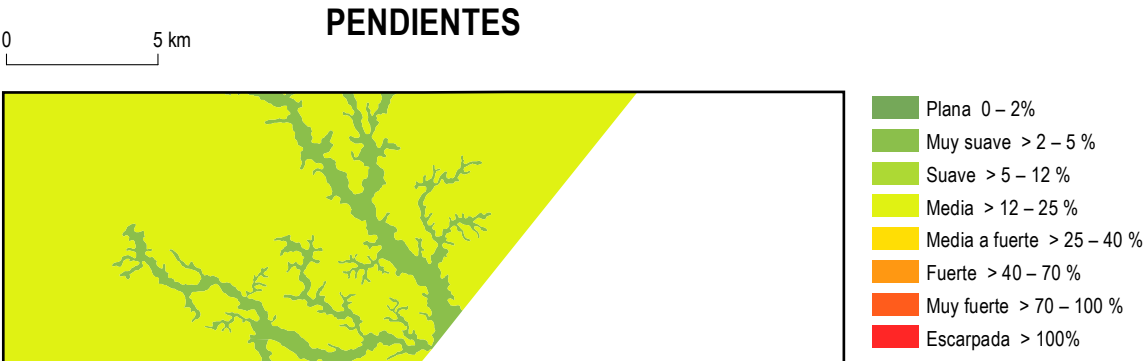 PENDIENTES
0 5 km
Plana 0 – 2%
Muy suave > 2 – 5 %
Suave > 5 – 12 %
Media > 12 – 25 %
Media a fuerte > 25 – 40 %
Fuerte > 40 – 70 %
Muy fuerte > 70 – 100 %
Escarpada > 100%